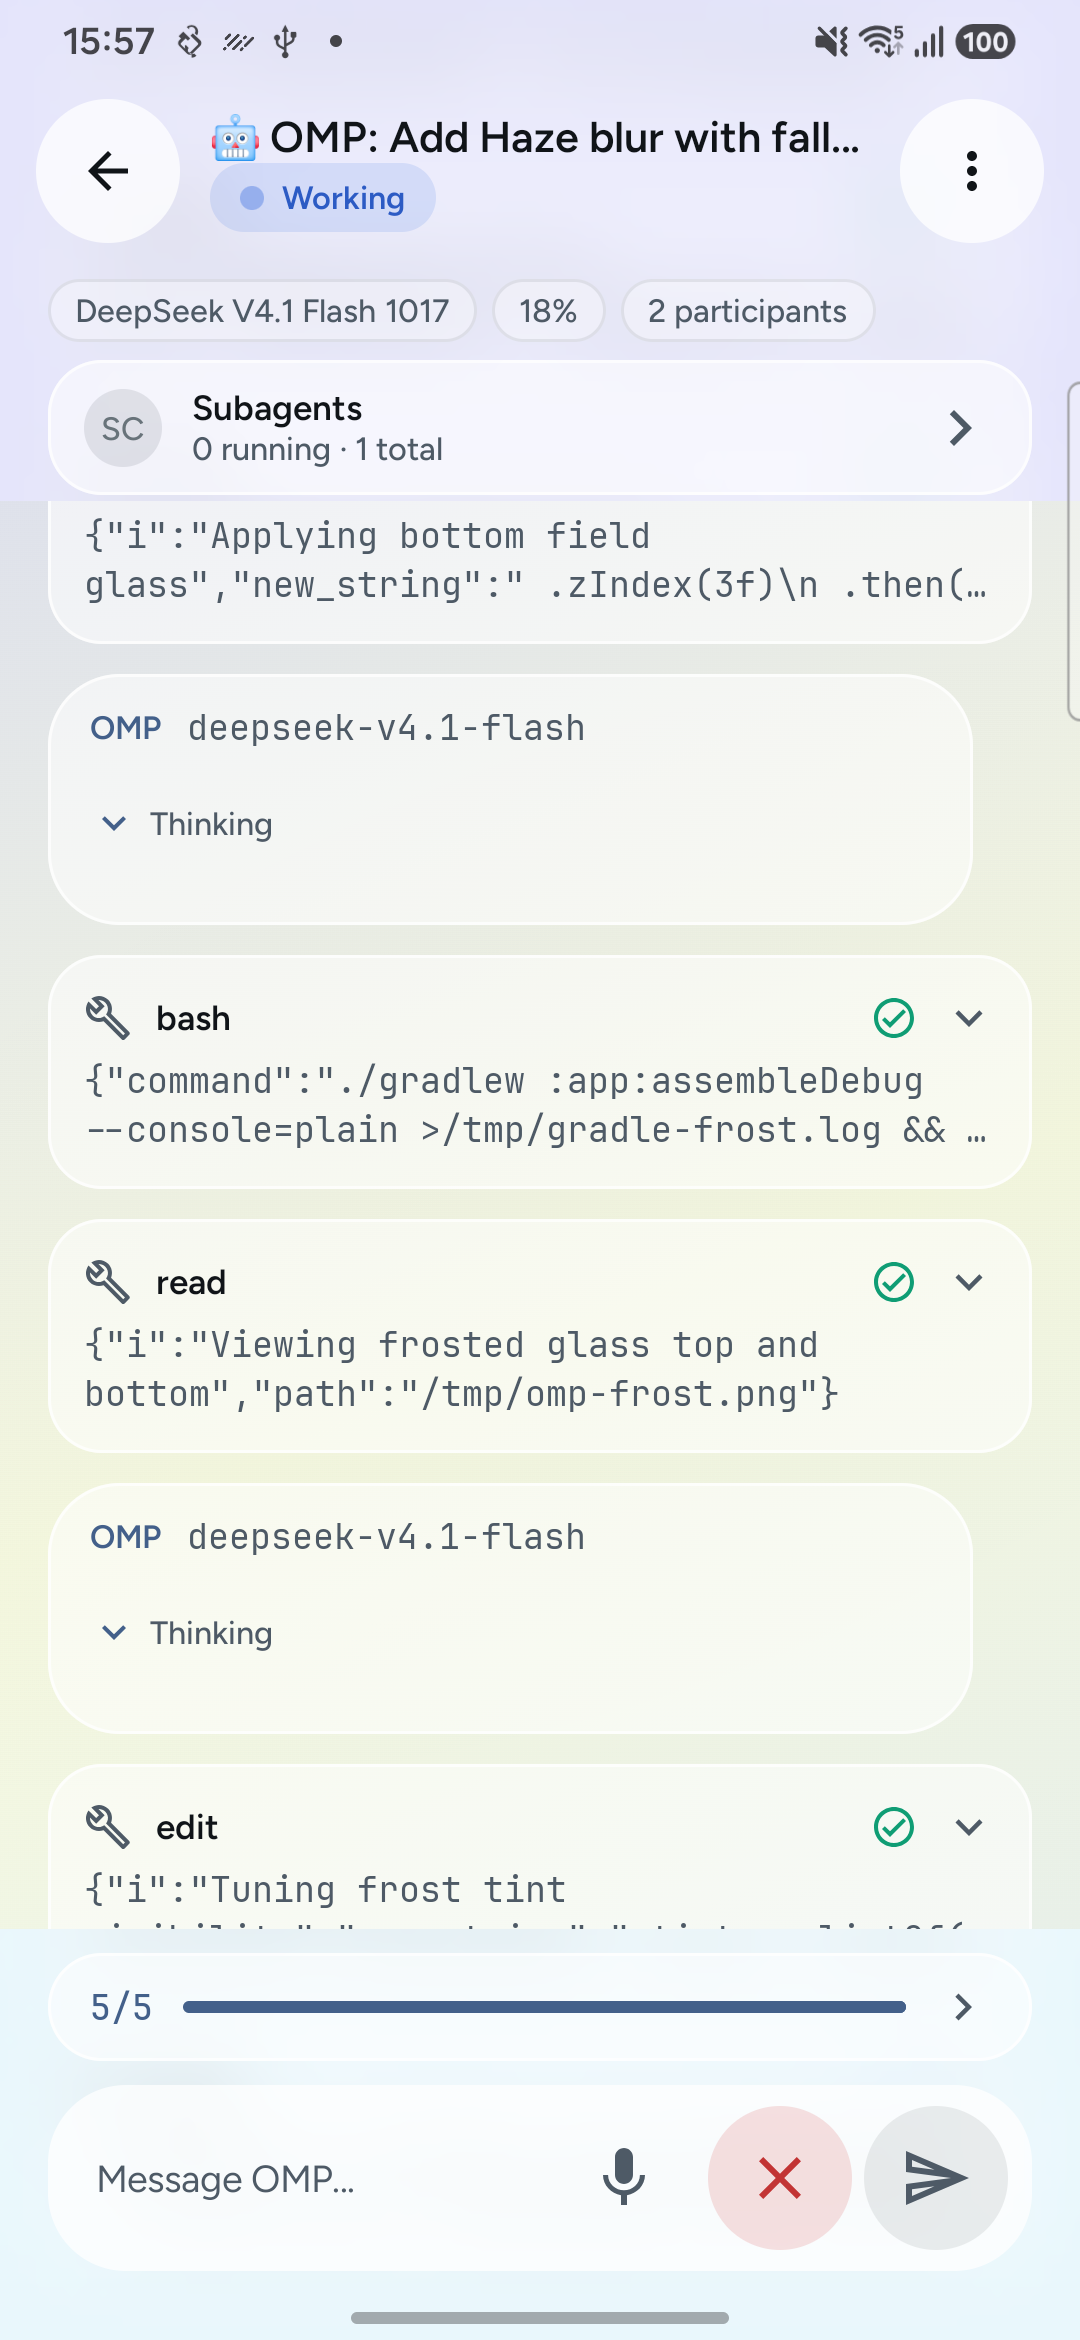 15:57
5
100
OMP: Add Haze blur with fall...
Working
DeepSeek V4.1 Flash 1017
18%
2 participants
SC
Subagents
0 running · 1 total
{"i":"Applying bottom field
glass","new_string":" .zIndex(3f)\n .then(…
OMP deepseek-v4.1-flash
Thinking
bash
{"command":"./gradlew :app:assembleDebug
--console=plain >/tmp/gradle-frost.log && …
read
{"i":"Viewing frosted glass top and
bottom","path":"/tmp/omp-frost.png"}
OMP deepseek-v4.1-flash
Thinking
edit
{"i":"Tuning frost tint
5/5
Message OMP...